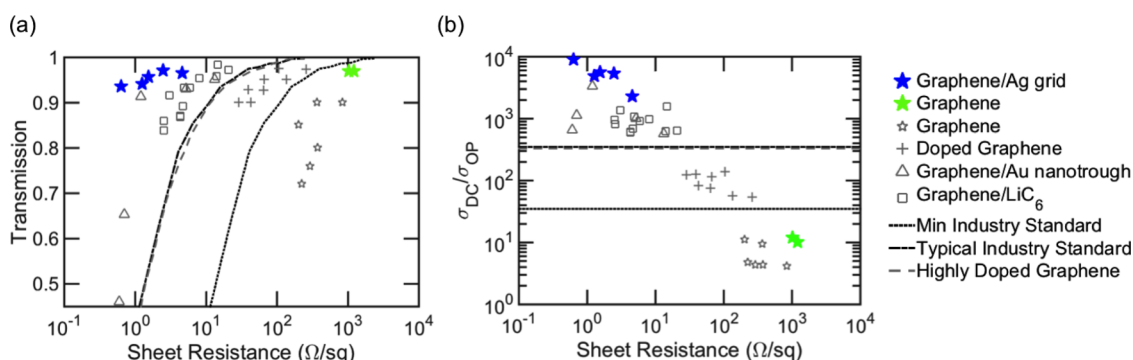 (a)
1
0.9
0.8
0.7
0.6
0.5
Transmission
10^-1 10^0 10^1 10^2 10^3 10^4
Sheet Resistance (Ω/sq)
(b)
10^4
10^3
10^2
10^1
10^0
σ_DC/σ_OP
10^-1 10^0 10^1 10^2 10^3 10^4
Sheet Resistance (Ω/sq)
Graphene/Ag grid
Graphene
Graphene
Doped Graphene
Graphene/Au nanotrough
Graphene/LiC_6
Min Industry Standard
Typical Industry Standard
Highly Doped Graphene